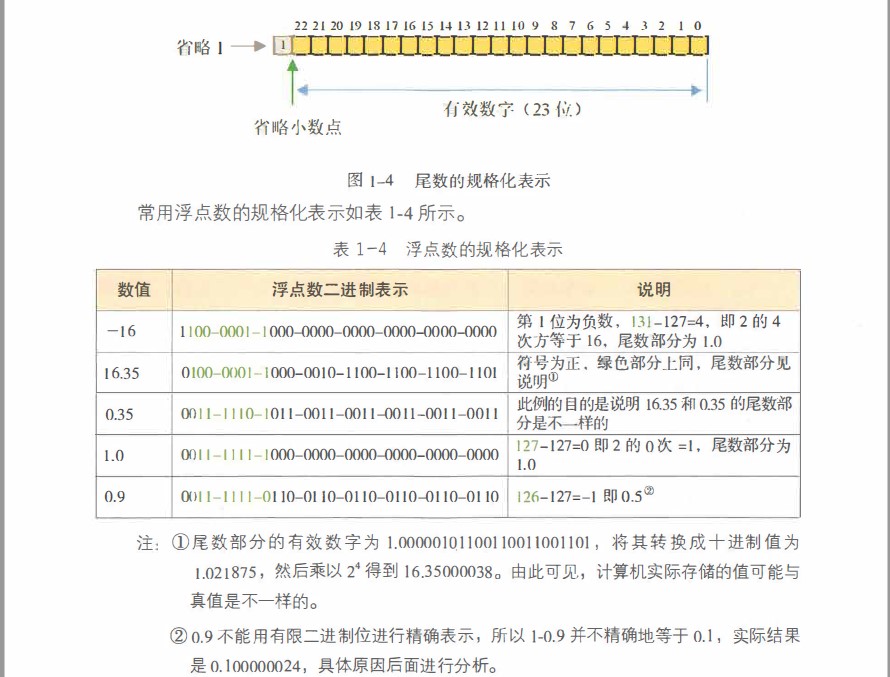 22 21 20 19 18 17 16 15 14 13 12 11 10 9 8 7 6 5 4 3 2 1 0
省略 1 1
有效数字（23 位）
省略小数点
图 1-4 尾数的规格化表示
常用浮点数的规格化表示如表 1-4 所示。
表 1-4 浮点数的规格化表示
数值 浮点数二进制表示 说明
-16 1100-0001-1000-0000-0000-0000-0000-0000 第 1 位为负数，131-127=4，即 2 的 4
次方等于 16，尾数部分为 1.0
16.35 0100-0001-1000-0010-1100-1100-1100-1101 符号为正，绿色部分上同，尾数部分见
说明①
0.35 0011-1110-1011-0011-0011-0011-0011-0011 此例的目的是说明 16.35 和 0.35 的尾数部
分是不一样的
1.0 0011-1111-1000-0000-0000-0000-0000-0000 127-127=0 即 2 的 0 次 =1，尾数部分为
1.0
0.9 0011-1111-0110-0110-0110-0110-0110-0110 126-127=-1 即 0.5②
注：①尾数部分的有效数字为 1.00000101100110011001101，将其转换成十进制值为
1.021875，然后乘以 2⁴ 得到 16.35000038。由此可见，计算机实际存储的值可能与
真值是不一样的。
② 0.9 不能用有限二进制位进行精确表示，所以 1-0.9 并不精确地等于 0.1，实际结果
是 0.100000024，具体原因后面进行分析。